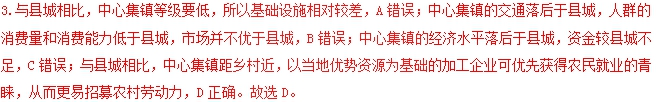 3.与县城相比，中心集镇等级要低，所以基础设施相对较差，A 错误；中心集镇的交通落后于县城，人群的
消费量和消费能力低于县城，市场并不优于县城，B 错误；中心集镇的经济水平落后于县城，资金较县城不
足，C 错误；与县城相比，中心集镇距乡村近，以当地优势资源为基础的加工企业可优先获得农民就业的青
睐，从而更易招募农村劳动力，D 正确。故选 D。